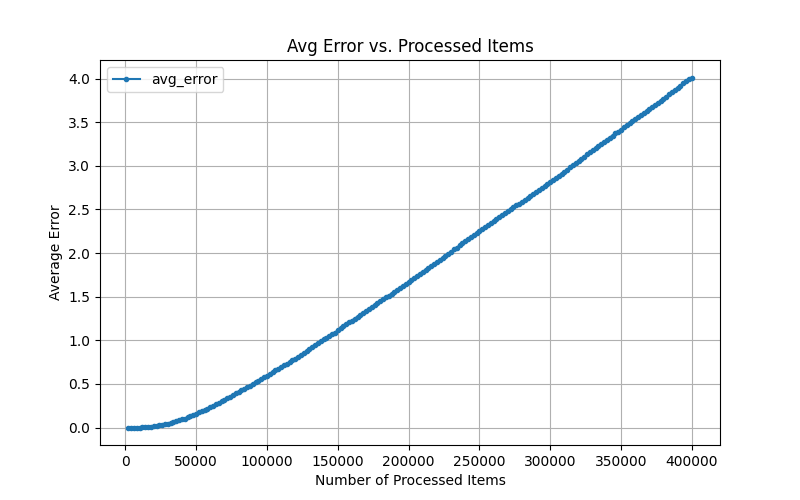 Avg Error vs. Processed Items
avg_error
4.0
3.5
3.0
2.5
2.0
1.5
1.0
0.5
0.0
Average Error
0 50000 100000 150000 200000 250000 300000 350000 400000
Number of Processed Items